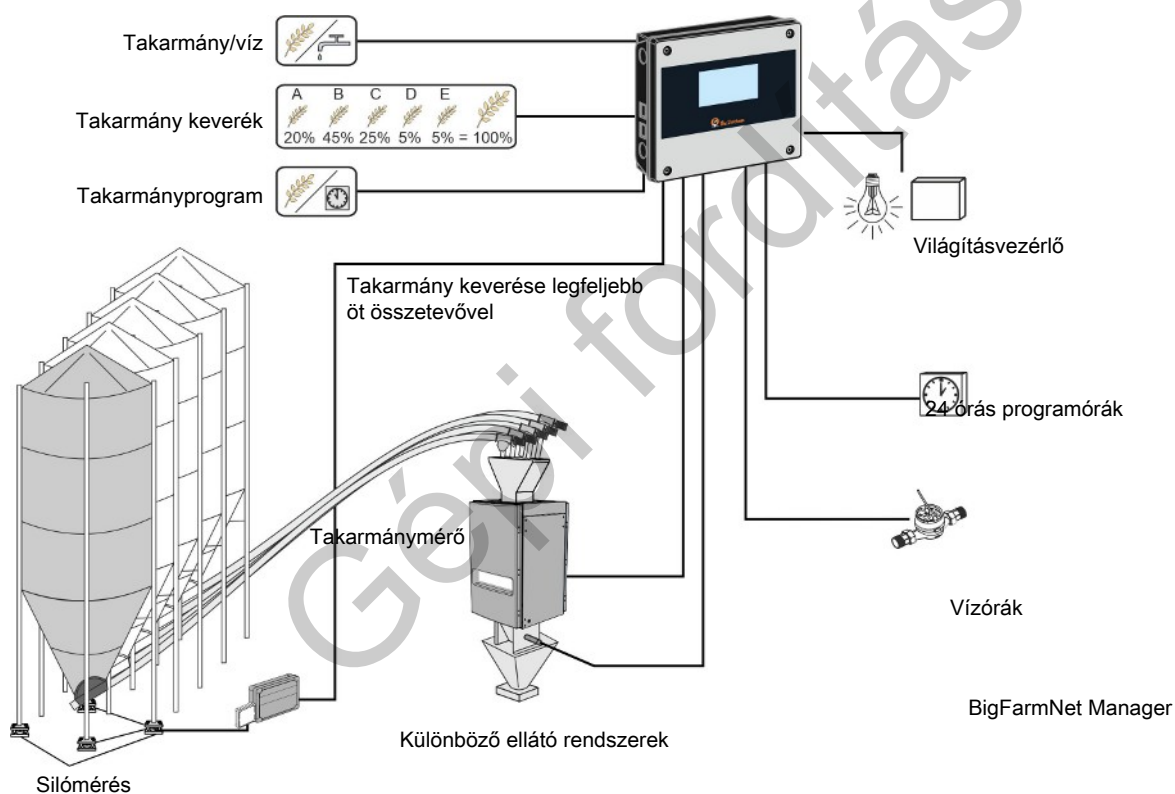 Takarmány/víz
Takarmány keverék
A B C D E
20% 45% 25% 5% 5% = 100%
Takarmányprogram
Világításvezérlő
Takarmány keverése legfeljebb
öt összetevővel
24 órás programórák
Takarmánymérő
Vízórák
BigFarmNet Manager
Különböző ellátó rendszerek
Silómérés
Gépi fordítás